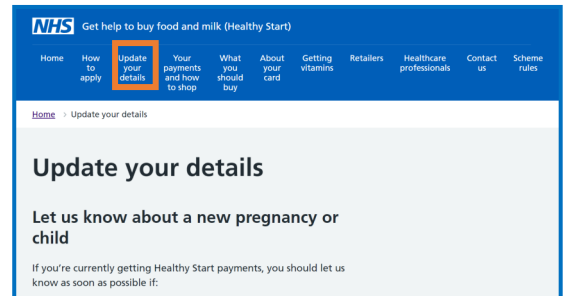 NHS Get help to buy food and milk (Healthy Start)
Home
How
to
apply
Update
your
details
Your
payments
and how
to shop
What
you
should
buy
About
your
card
Getting
vitamins
Retailers
Healthcare
professionals
Contact
us
Scheme
rules
Home > Update your details
Update your details
Let us know about a new pregnancy or
child
If you're currently getting Healthy Start payments, you should let us
know as soon as possible if: